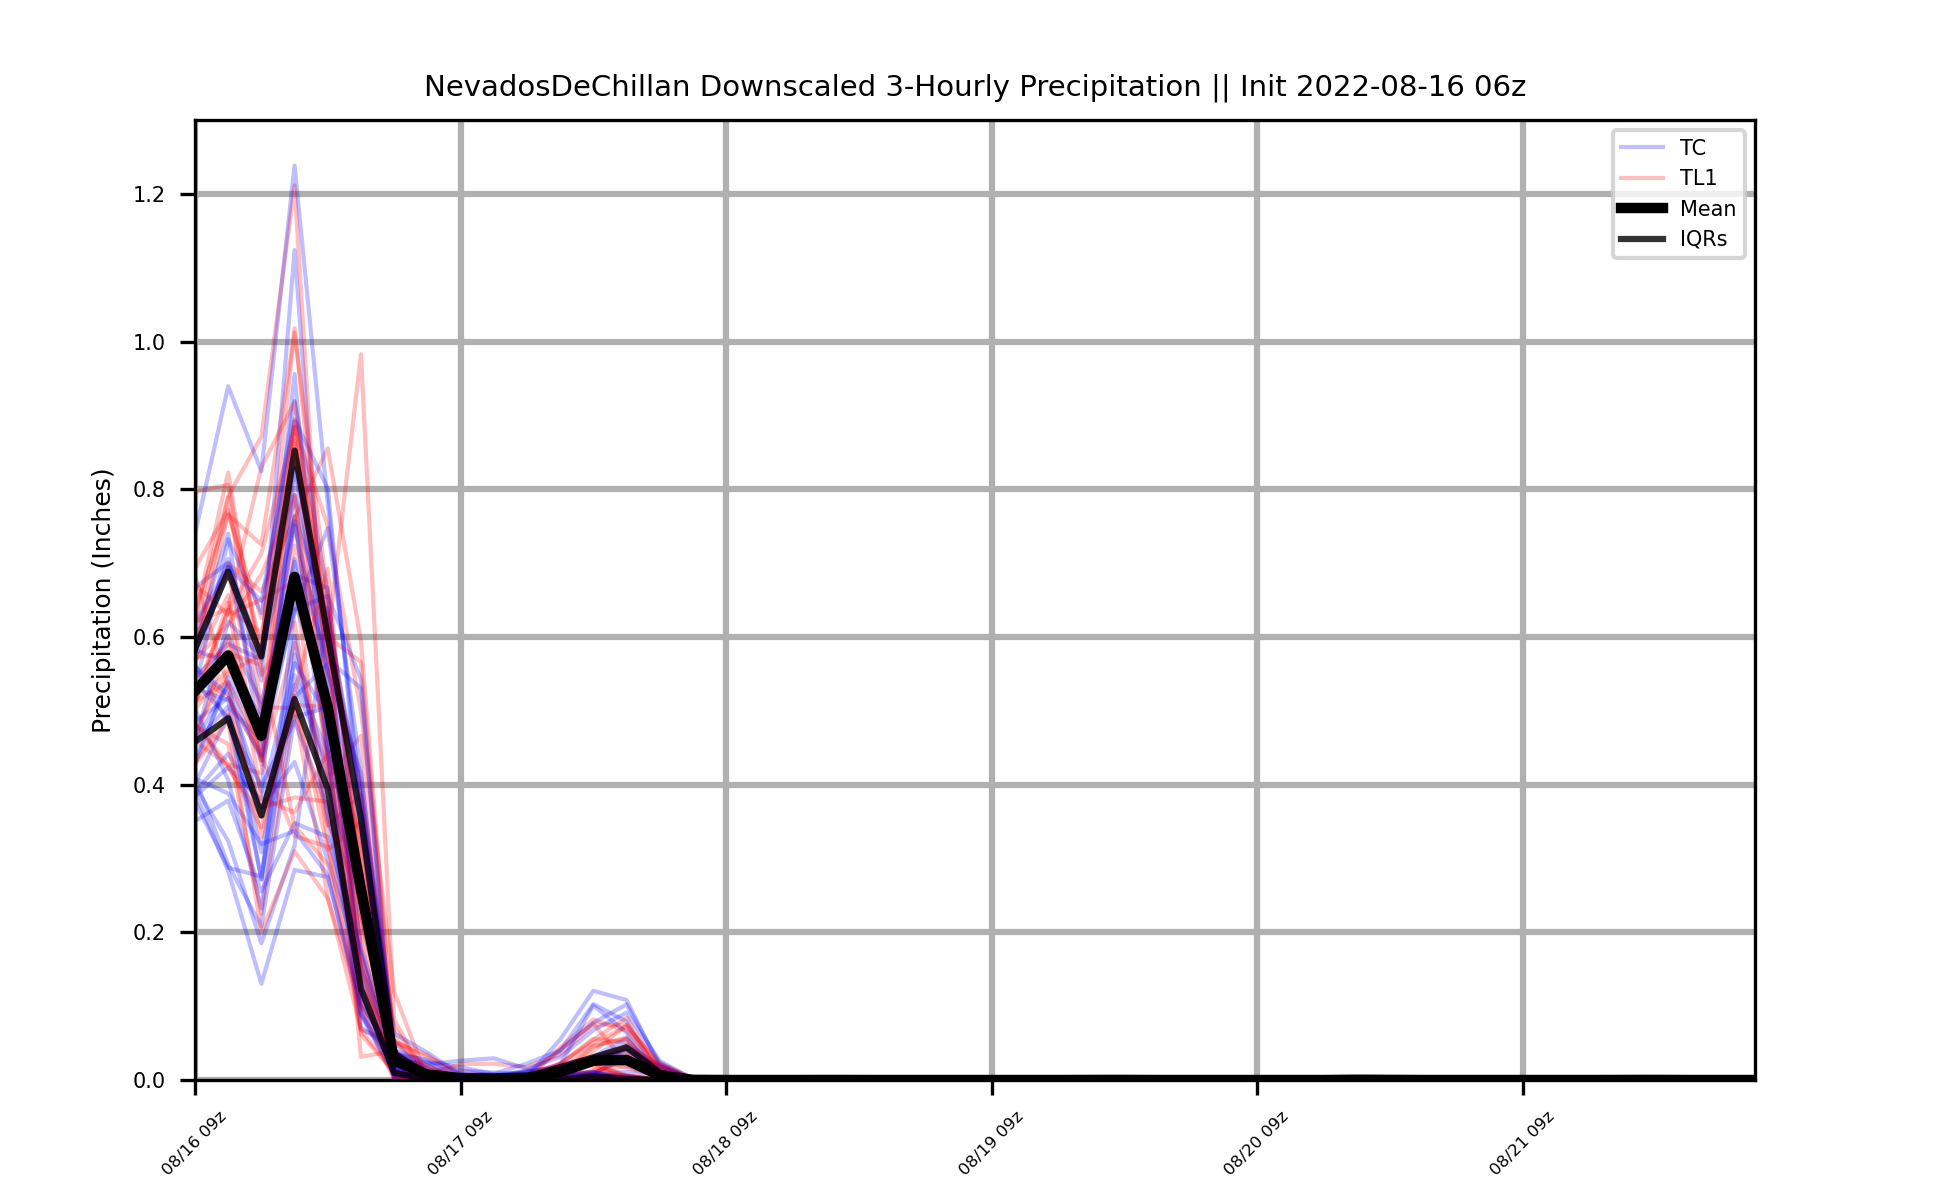 NevadosDeChillan Downscaled 3-Hourly Precipitation || Init 2022-08-16 06z
TC
TL1
Mean
IQRs
Precipitation (Inches)
1.2
1.0
0.8
0.6
0.4
0.2
0.0
08/16 09z
08/17 09z
08/18 09z
08/19 09z
08/20 09z
08/21 09z